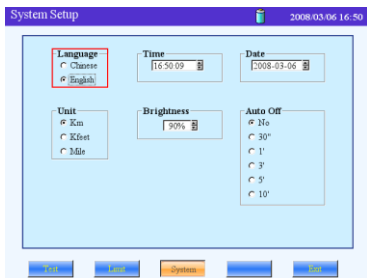 System Setup 2008/03/06 16:50
Language Time Date
Chinese 16:50:09 2008-03-06
English
Unit Brightness Auto Off
Km 90% No
Kfeet 30"
Mile 1'
3'
5'
10'
Test Limit System Exit